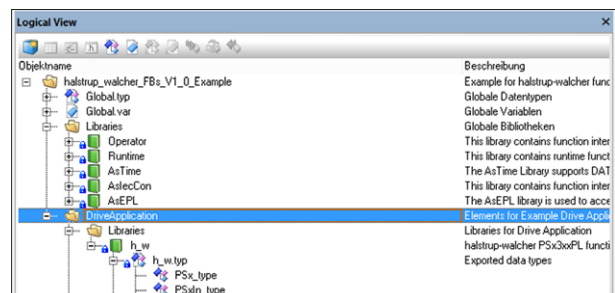 Logical View
Objektname Beschreibung
halstrup_walcher_FBs_V1_0_Example Example for halstrup-walcher func
Global.typ Globale Datentypen
Global.var Globale Variablen
Libraries Globale Bibliotheken
Operator This library contains function inter
Runtime This library contains runtime funct
AsTime The AsTime Library supports DAT
AsIecCon This library contains function inter
AsEPL The AsEPL library is used to acce
DriveApplication Elements for Example Drive Appli
Libraries Libraries for Drive Application
h_w halstrup-walcher PSx3xxPL functi
h_w.typ Exported data types
PSx_type
PSxIn_type